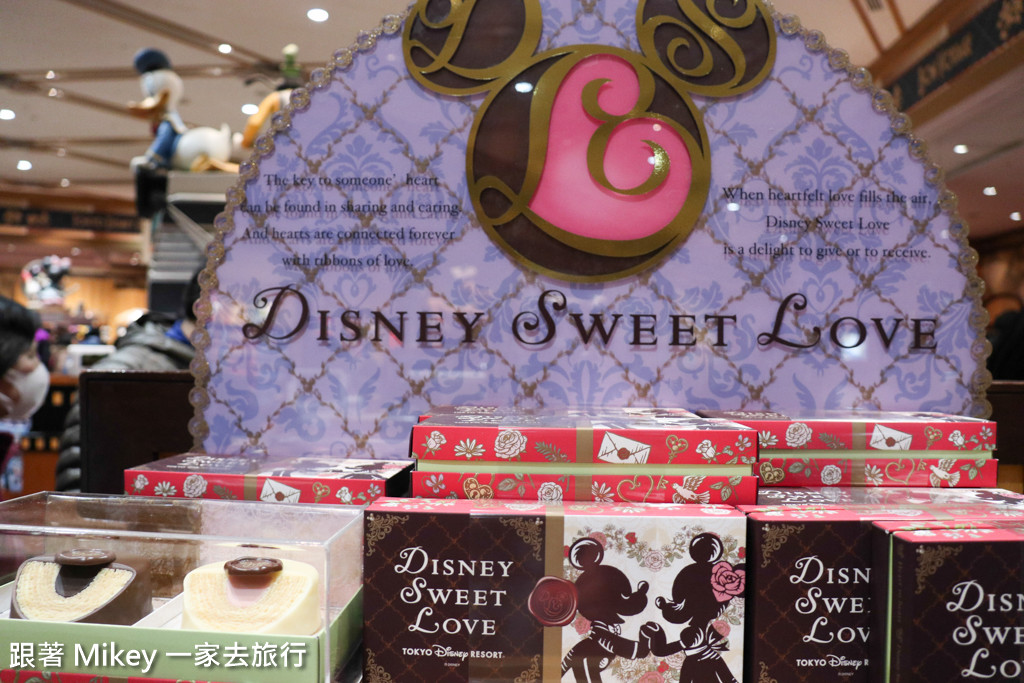 D S
L
The key to someone' heart
can be found in sharing and caring
And hearts are connected forever
with ribbons of love.
When heartfelt love fills the air,
Disney Sweet Love
is a delight to give or to receive.
DISNEY SWEET LOVE
DISNEY
SWEET
LOVE
TOKYO Disney RESORT
©DISNEY
DISN
SWE
LOV
TOKYO Disney R
DISN
SWE
LO
跟著 Mikey 一家去旅行